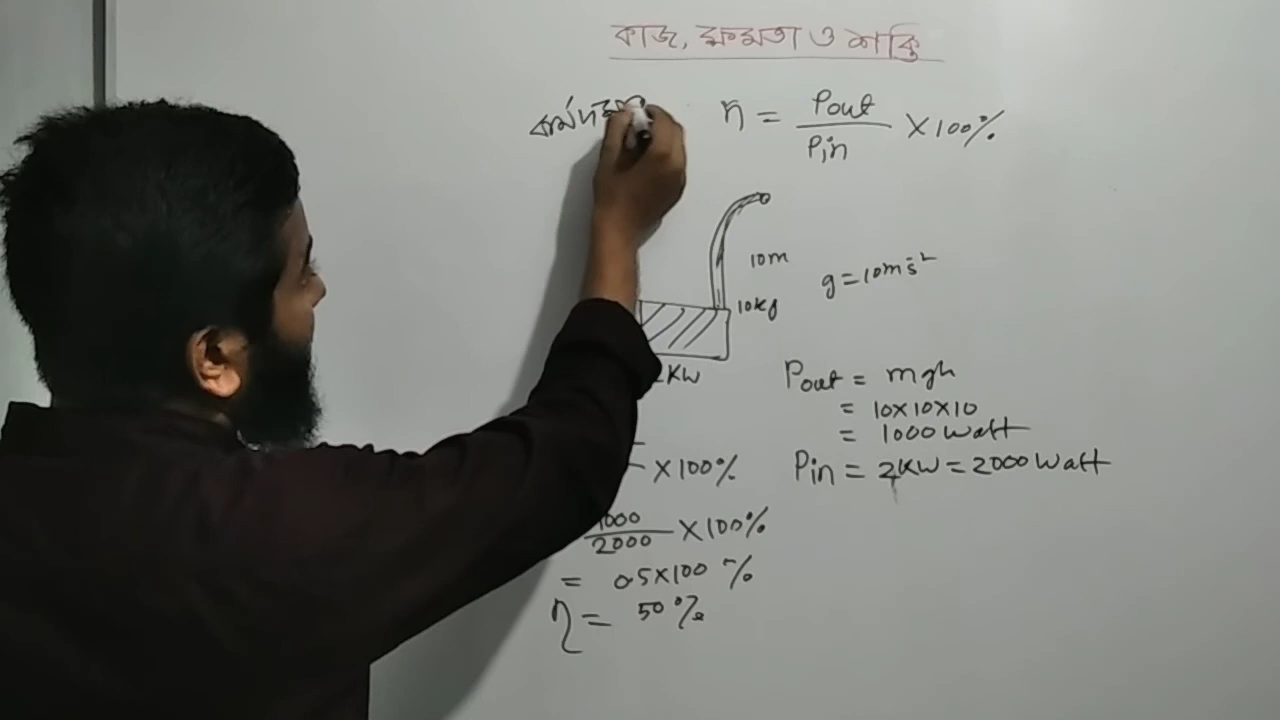 কাজ, ক্ষমতা ও শক্তি
η = Pout / Pin × 100%
10m
g = 10ms⁻²
10kg
2KW
Pout = mgh
= 10×10×10
= 1000 watt
Pin = 2KW = 2000 watt
× 100%
1000 / 2000 × 100%
= 0.5×100 %
η = 50%